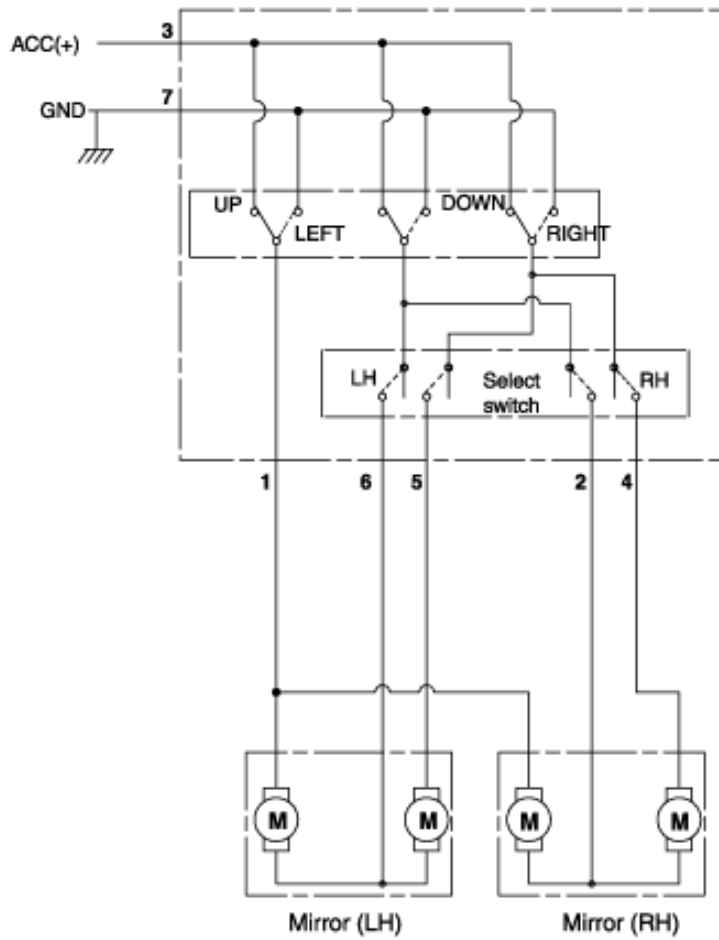 ACC(+)
3
GND
7
UP
LEFT
DOWN
RIGHT
LH
Select
switch
RH
1
6
5
2
4
M
M
M
M
Mirror (LH)
Mirror (RH)